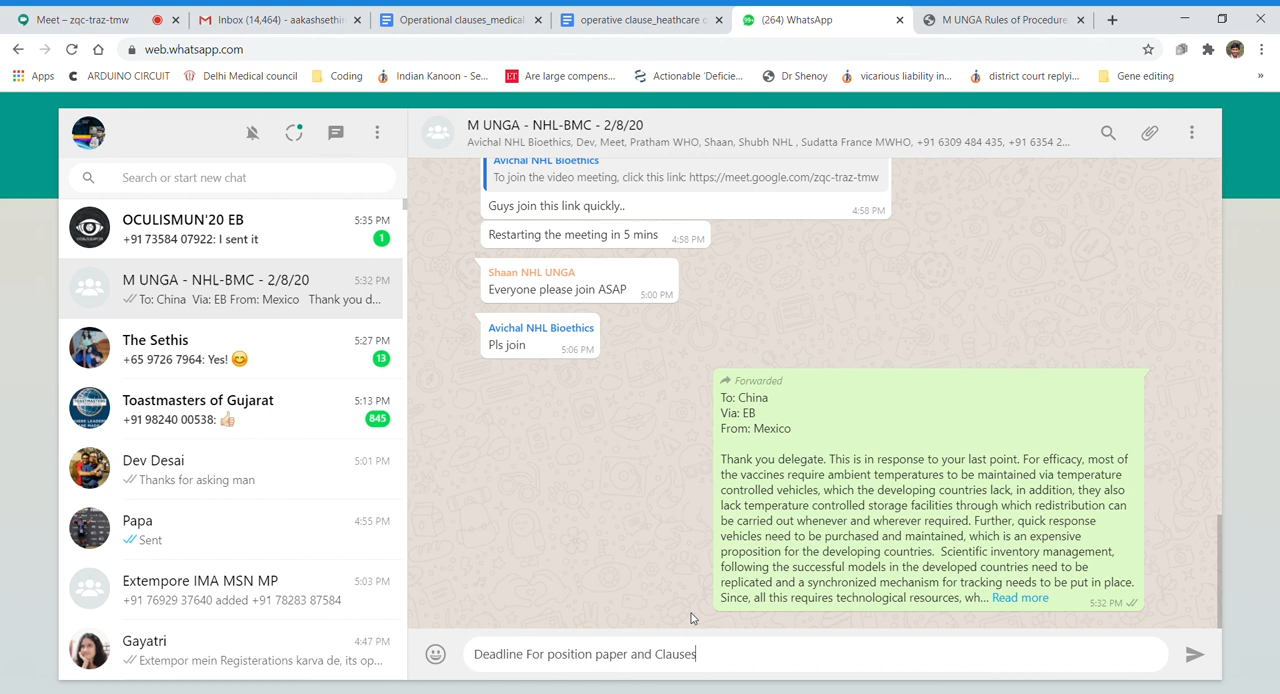 Meet – zqc-traz-tmw
Inbox (14,464) - aakashsethi
Operational clauses_medical
operative clause_heathcare c
(264) WhatsApp
M UNGA Rules of Procedure
web.whatsapp.com
Apps
ARDUINO CIRCUIT
Delhi Medical council
Coding
Indian Kanoon - Se...
ET
Are large compens...
Actionable 'Deficie...
Dr Shenoy
vicarious liability in...
district court replyi...
Gene editing
»
Search or start new chat
OCULISMUN'20 EB
5:35 PM
+91 73584 07922: I sent it
1
M UNGA - NHL-BMC - 2/8/20
5:32 PM
To: China Via: EB From: Mexico Thank you d...
The Sethis
5:27 PM
+65 9726 7964: Yes! 😊
13
Toastmasters of Gujarat
5:13 PM
+91 98240 00538: 👍🏻
845
Dev Desai
5:01 PM
Thanks for asking man
Papa
4:55 PM
Sent
Extempore IMA MSN MP
5:03 PM
+91 76929 37640 added +91 78283 87584
Gayatri
4:47 PM
Extempor mein Registerations karva de, its op...
M UNGA - NHL-BMC - 2/8/20
Avichal NHL Bioethics, Dev, Meet, Pratham WHO, Shaan, Shubh NHL , Sudatta France MWHO, +91 6309 484 435, +91 6354 2...
Avichal NHL Bioethics
To join the video meeting, click this link: https://meet.google.com/zqc-traz-tmw
Guys join this link quickly..
4:58 PM
Restarting the meeting in 5 mins
4:58 PM
Shaan NHL UNGA
Everyone please join ASAP
5:00 PM
Avichal NHL Bioethics
Pls join
5:06 PM
Forwarded
To: China
Via: EB
From: Mexico
Thank you delegate. This is in response to your last point. For efficacy, most of
the vaccines require ambient temperatures to be maintained via temperature
controlled vehicles, which the developing countries lack, in addition, they also
lack temperature controlled storage facilities through which redistribution can
be carried out whenever and wherever required. Further, quick response
vehicles need to be purchased and maintained, which is an expensive
proposition for the developing countries.  Scientific inventory management,
following the successful models in the developed countries need to be
replicated and a synchronized mechanism for tracking needs to be put in place.
Since, all this requires technological resources, wh... Read more
5:32 PM
Deadline For position paper and Clauses